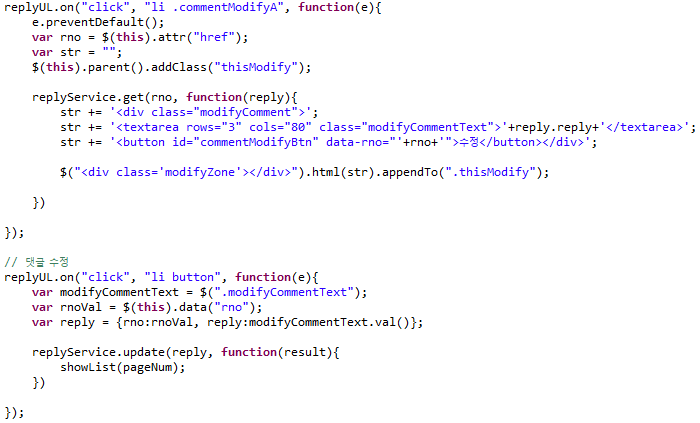 replyUL.on("click", "li .commentModifyA", function(e){
    e.preventDefault();
    var rno = $(this).attr("href");
    var str = "";
    $(this).parent().addClass("thisModify");

    replyService.get(rno, function(reply){
        str += '<div class="modifyComment">';
        str += '<textarea rows="3" cols="80" class="modifyCommentText">'+reply.reply+'</textarea>';
        str += '<button id="commentModifyBtn" data-rno="'+rno+'">수정</button></div>';

        $("<div class='modifyZone'></div>").html(str).appendTo(".thisModify");

    })

});

// 댓글 수정
replyUL.on("click", "li button", function(e){
    var modifyCommentText = $(".modifyCommentText");
    var rnoVal = $(this).data("rno");
    var reply = {rno:rnoVal, reply:modifyCommentText.val()};

    replyService.update(reply, function(result){
        showList(pageNum);
    })

});